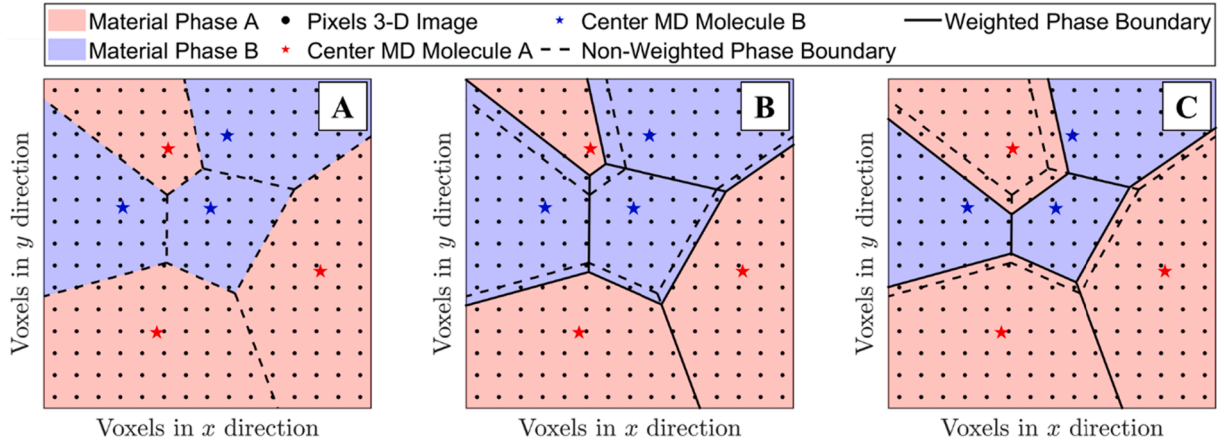 Material Phase A Pixels 3-D Image Center MD Molecule B Weighted Phase Boundary
Material Phase B Center MD Molecule A Non-Weighted Phase Boundary
A
B
C
Voxels in y direction
Voxels in y direction
Voxels in y direction
Voxels in x direction
Voxels in x direction
Voxels in x direction